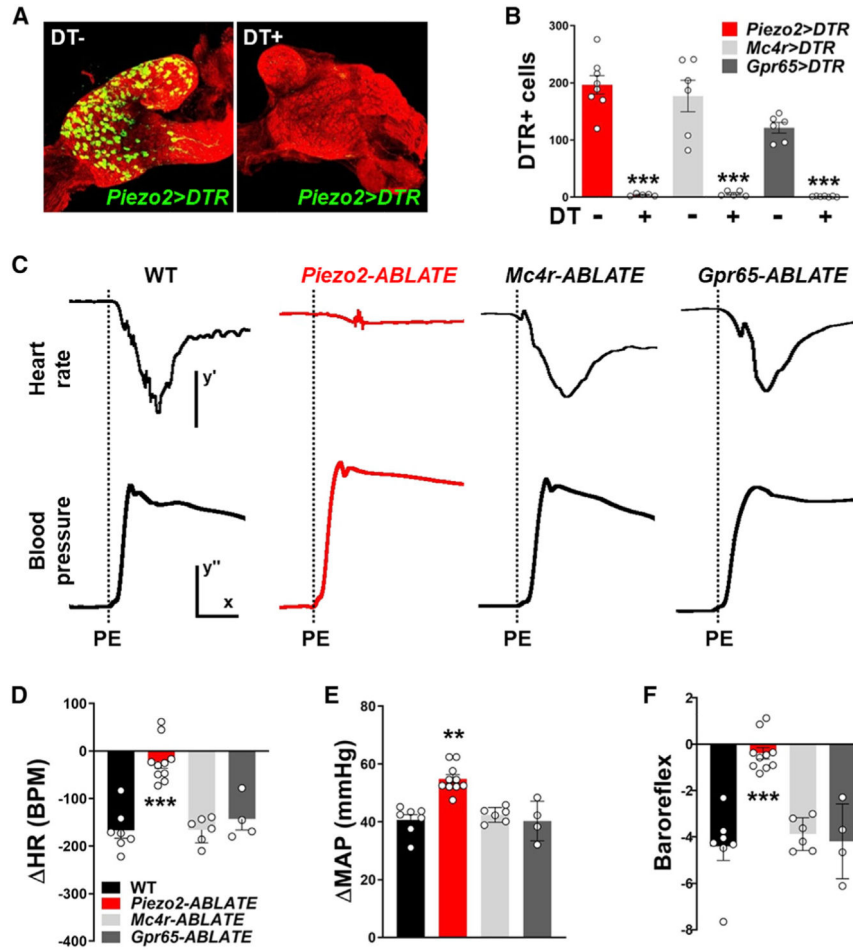 A
DT-
DT+
Piezo2>DTR
Piezo2>DTR
B
Piezo2>DTR
Mc4r>DTR
Gpr65>DTR
DTR+ cells
300
200
100
0
***
***
***
DT - + - + - +
C
WT
Piezo2-ABLATE
Mc4r-ABLATE
Gpr65-ABLATE
Heart
rate
y'
Blood
pressure
y''
x
PE
PE
PE
PE
D
ΔHR (BPM)
100
0
-100
-200
-300
-400
***
WT
Piezo2-ABLATE
Mc4r-ABLATE
Gpr65-ABLATE
E
ΔMAP (mmHg)
80
60
40
20
0
**
F
Baroreflex
2
0
-2
-4
-6
-8
***